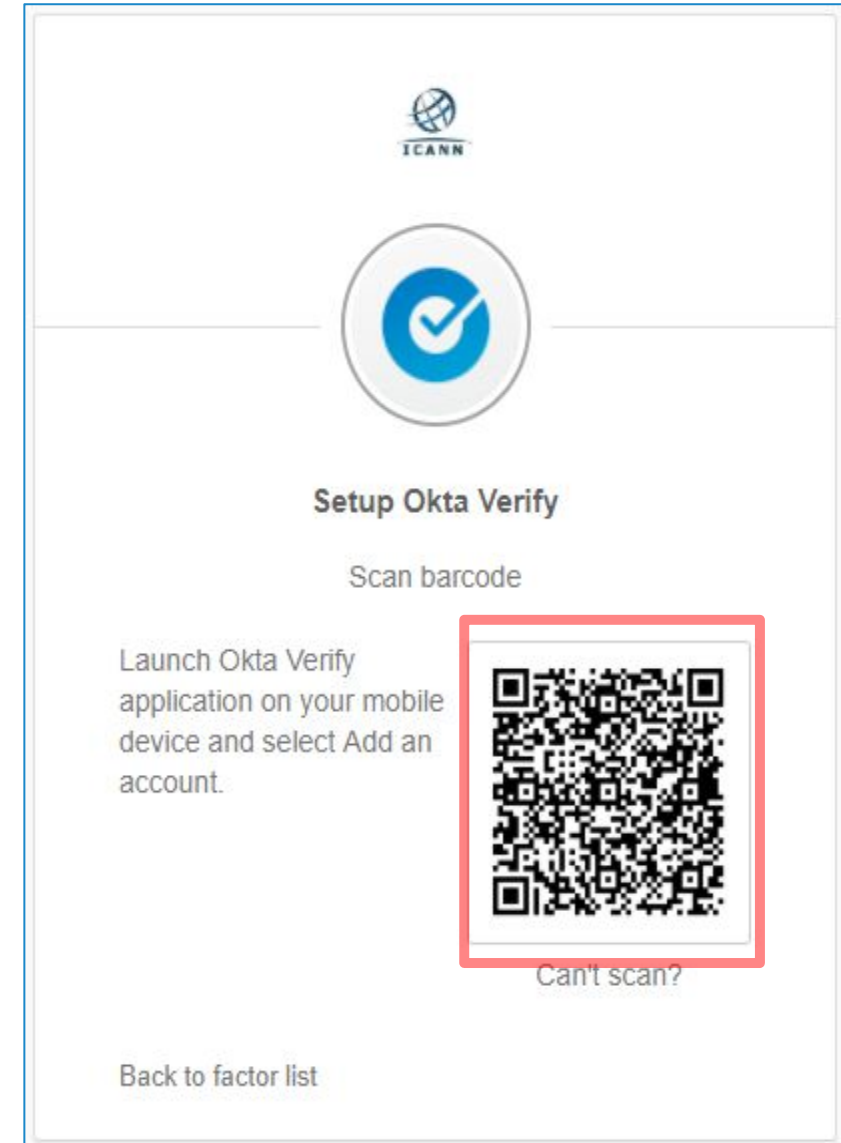 ICANN
Setup Okta Verify
Scan barcode
Launch Okta Verify
application on your mobile
device and select Add an
account.
Can't scan?
Back to factor list